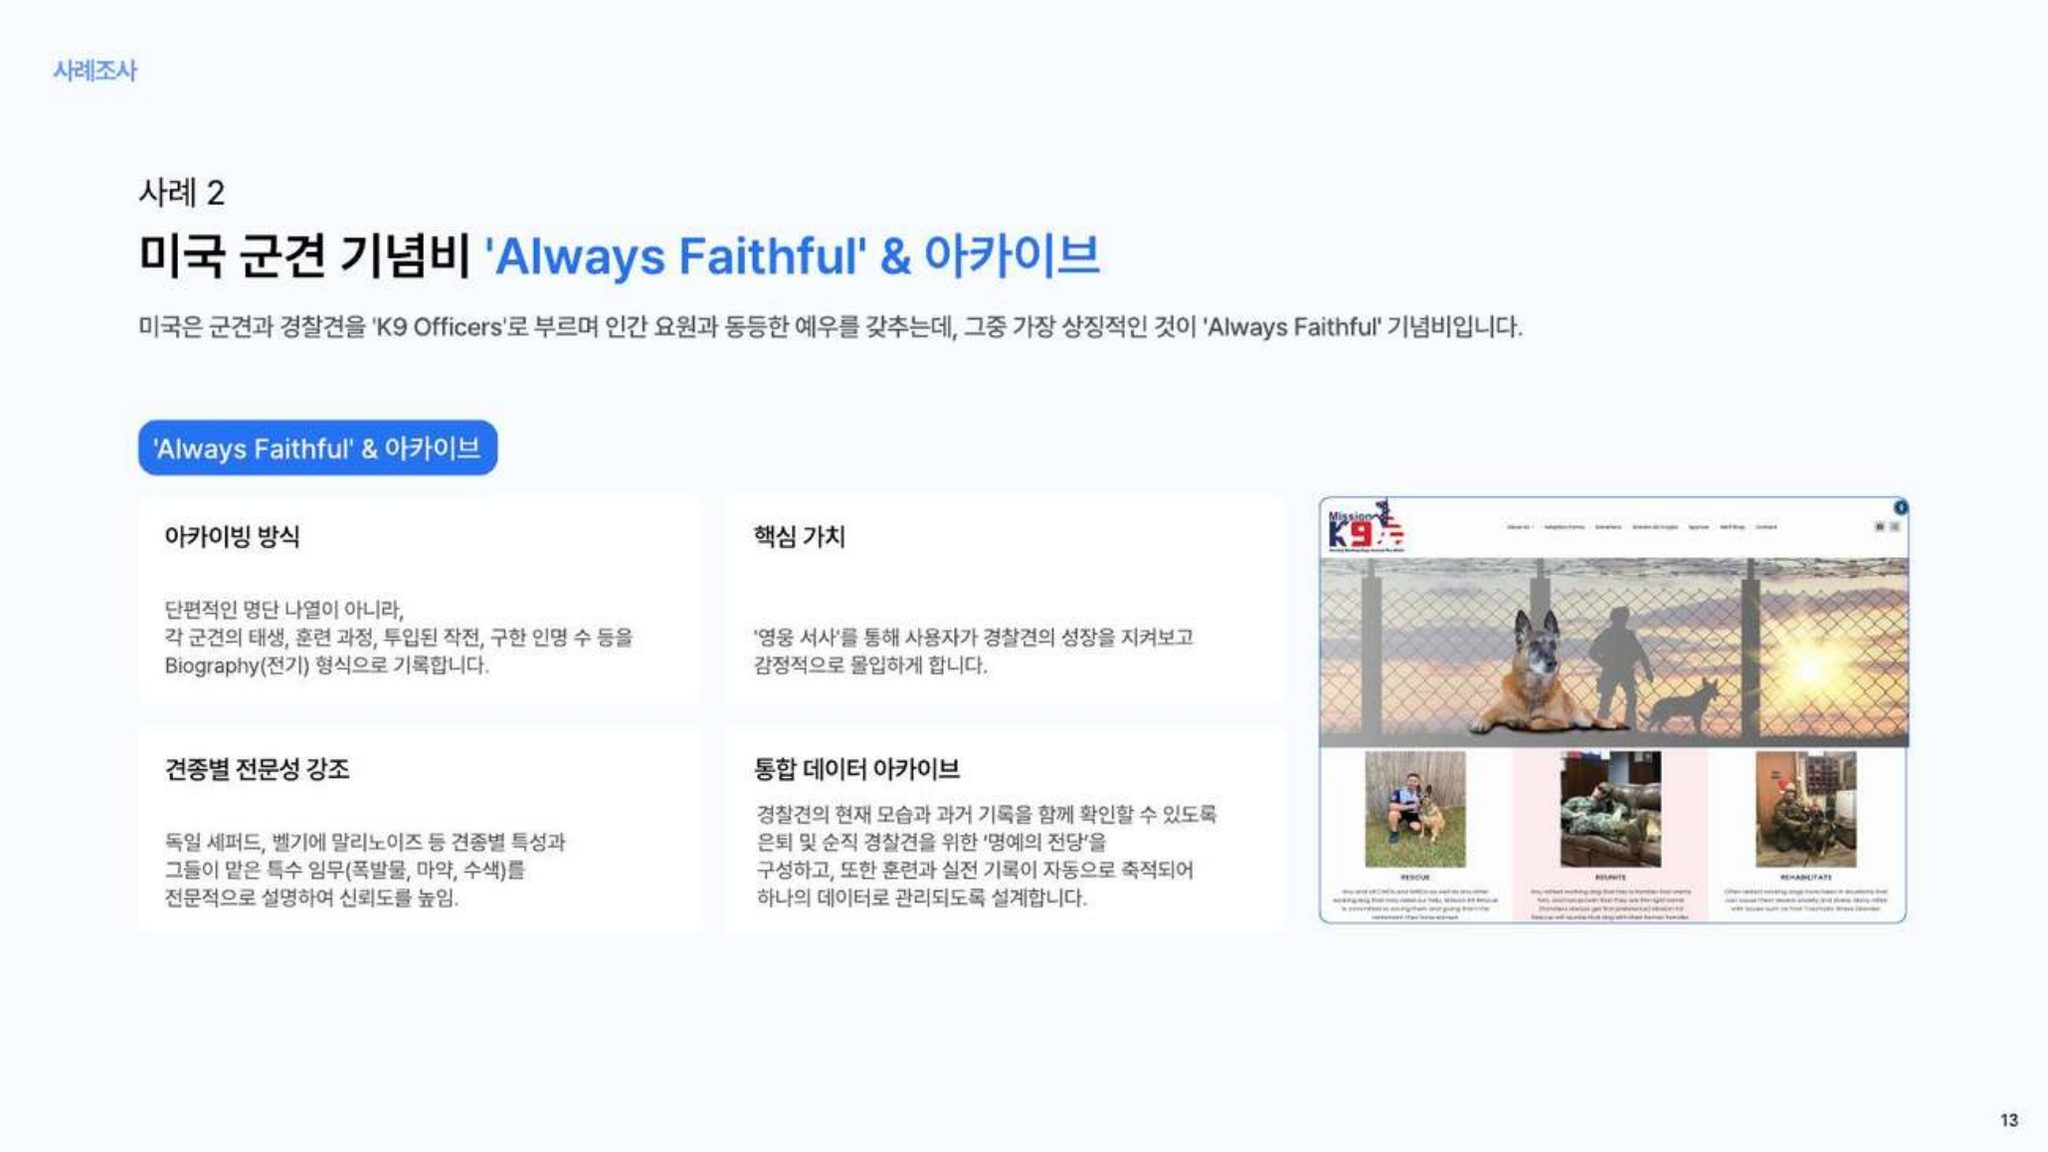 사례조사
사례 2
미국 군견 기념비 'Always Faithful' & 아카이브
미국은 군견과 경찰견을 'K9 Officers'로 부르며 인간 요원과 동등한 예우를 갖추는데, 그중 가장 상징적인 것이 'Always Faithful' 기념비입니다.
'Always Faithful' & 아카이브
아카이빙 방식
단편적인 명단 나열이 아니라,
각 군견의 태생, 훈련 과정, 투입된 작전, 구한 인명 수 등을
Biography(전기) 형식으로 기록합니다.
핵심 가치
'영웅 서사'를 통해 사용자가 경찰견의 성장을 지켜보고
감정적으로 몰입하게 합니다.
견종별 전문성 강조
독일 셰퍼드, 벨기에 말리노이즈 등 견종별 특성과
그들이 맡은 특수 임무(폭발물, 마약, 수색)를
전문적으로 설명하여 신뢰도를 높임.
통합 데이터 아카이브
경찰견의 현재 모습과 과거 기록을 함께 확인할 수 있도록
은퇴 및 순직 경찰견을 위한 '명예의 전당'을
구성하고, 또한 훈련과 실전 기록이 자동으로 축적되어
하나의 데이터로 관리되도록 설계합니다.
Mission
K9
RESCUE
REUNITE
REHABILITATE
13